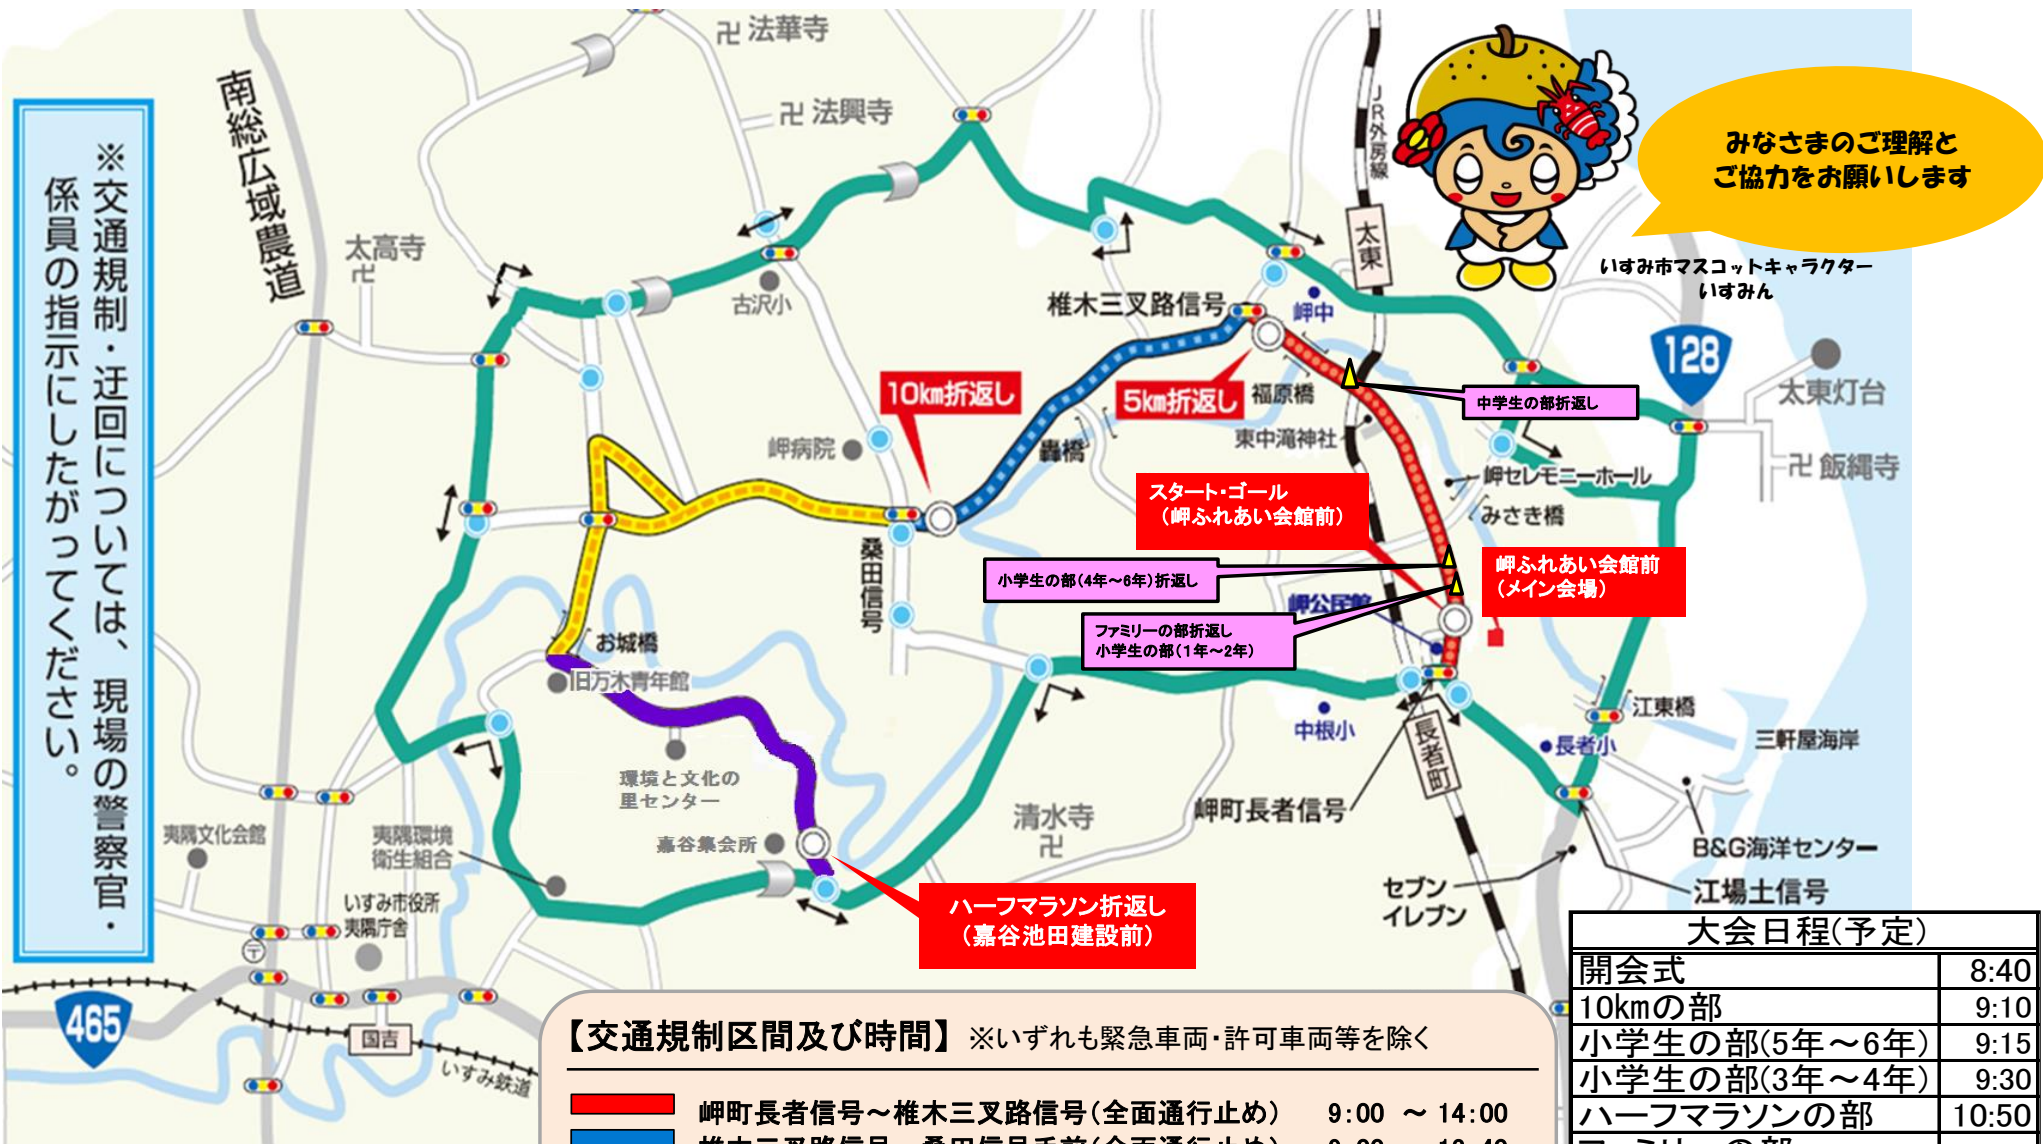 ※交通規制・迂回については、現場の警察官・
係員の指示にしたがってください。
南総広域農道
卍 法華寺
卍 法興寺
JR外房線
みなさまのご理解と
ご協力をお願いします
いすみ市マスコットキャラクター
いすみん
太高寺
卍
古沢小
椎木三叉路信号
太東
岬中
128
太東灯台
10km折返し
5km折返し
福原橋
中学生の部折返し
岬病院
轟橋
東中滝神社
卍 飯縄寺
岬セレモニーホール
スタート・ゴール
(岬ふれあい会館前)
みさき橋
桑田信号
小学生の部(4年～6年)折返し
岬ふれあい会館前
(メイン会場)
岬公民館
ファミリーの部折返し
小学生の部(1年～2年)
お城橋
旧万木青年館
江東橋
中根小
長者町
長者小
三軒屋海岸
環境と文化の
里センター
岬町長者信号
清水寺
卍
夷隅文化会館
夷隅環境
衛生組合
嘉谷集会所
B&G海洋センター
セブン
イレブン
江場土信号
いすみ市役所
夷隅庁舎
〒
ハーフマラソン折返し
(嘉谷池田建設前)
465
国吉
いすみ鉄道
【交通規制区間及び時間】 ※いずれも緊急車両・許可車両等を除く
岬町長者信号～椎木三叉路信号(全面通行止め) 9:00 ～ 14:00
大会日程(予定)
開会式 8:40
10kmの部 9:10
小学生の部(5年～6年) 9:15
小学生の部(3年～4年) 9:30
ハーフマラソンの部 10:50